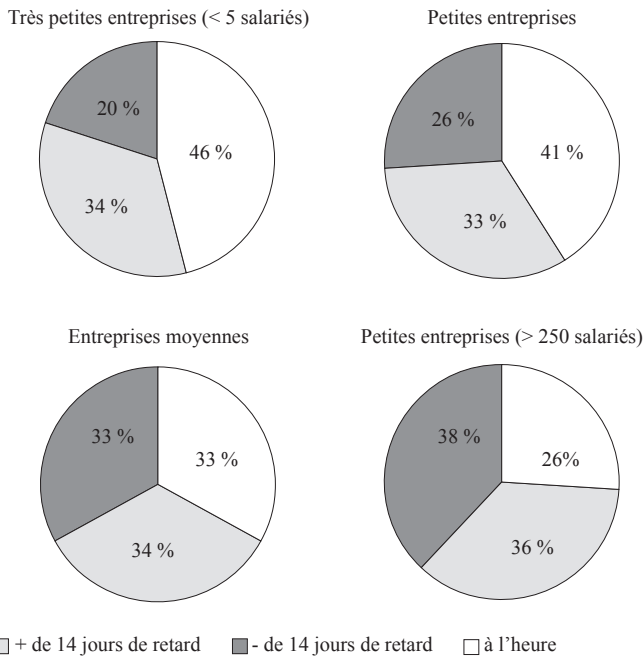 Très petites entreprises (< 5 salariés)
Petites entreprises
20 %
46 %
34 %
26 %
41 %
33 %
Entreprises moyennes
Petites entreprises (> 250 salariés)
33 %
33 %
34 %
38 %
26%
36 %
+ de 14 jours de retard
- de 14 jours de retard
à l’heure